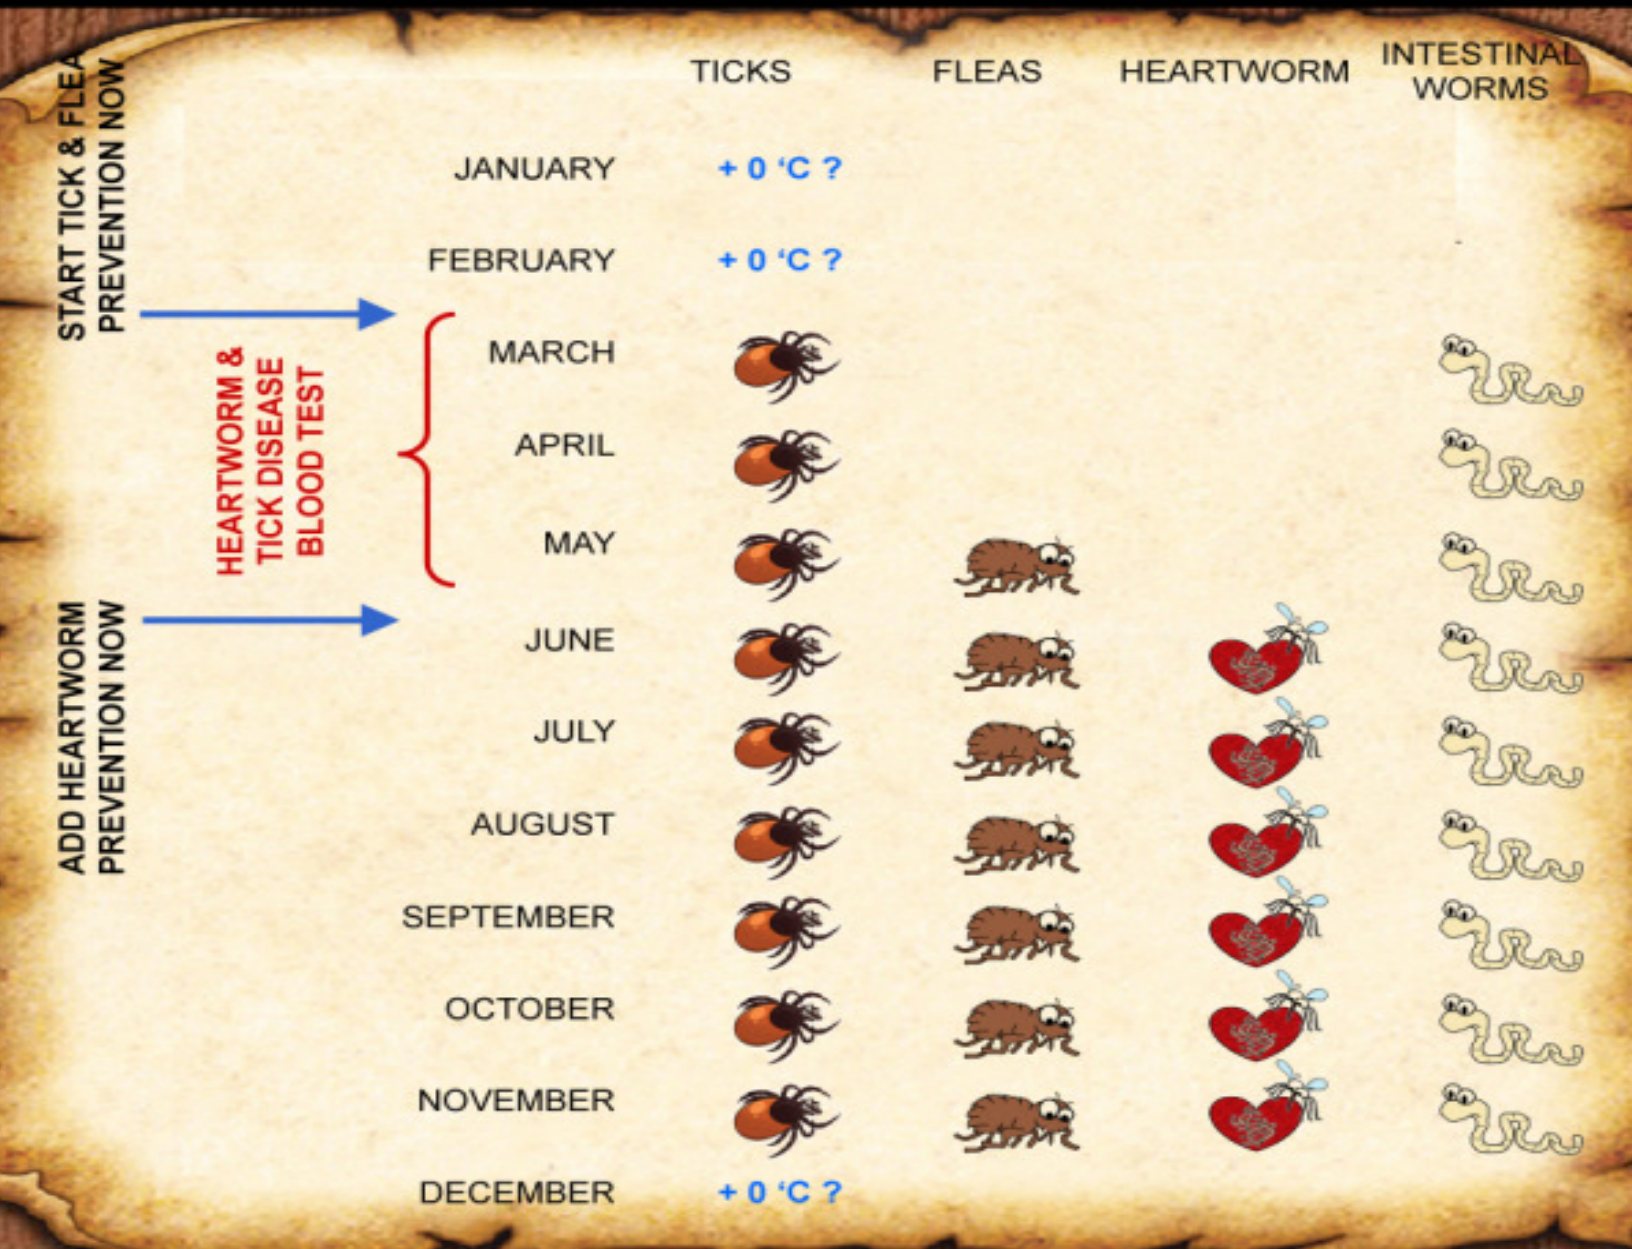 TICKS FLEAS HEARTWORM INTESTINAL
WORMS
START TICK & FLEA
PREVENTION NOW
JANUARY + 0 ‘C ?
FEBRUARY + 0 ‘C ?
HEARTWORM &
TICK DISEASE
BLOOD TEST
MARCH
APRIL
MAY
ADD HEARTWORM
PREVENTION NOW
JUNE
JULY
AUGUST
SEPTEMBER
OCTOBER
NOVEMBER
DECEMBER + 0 ‘C ?